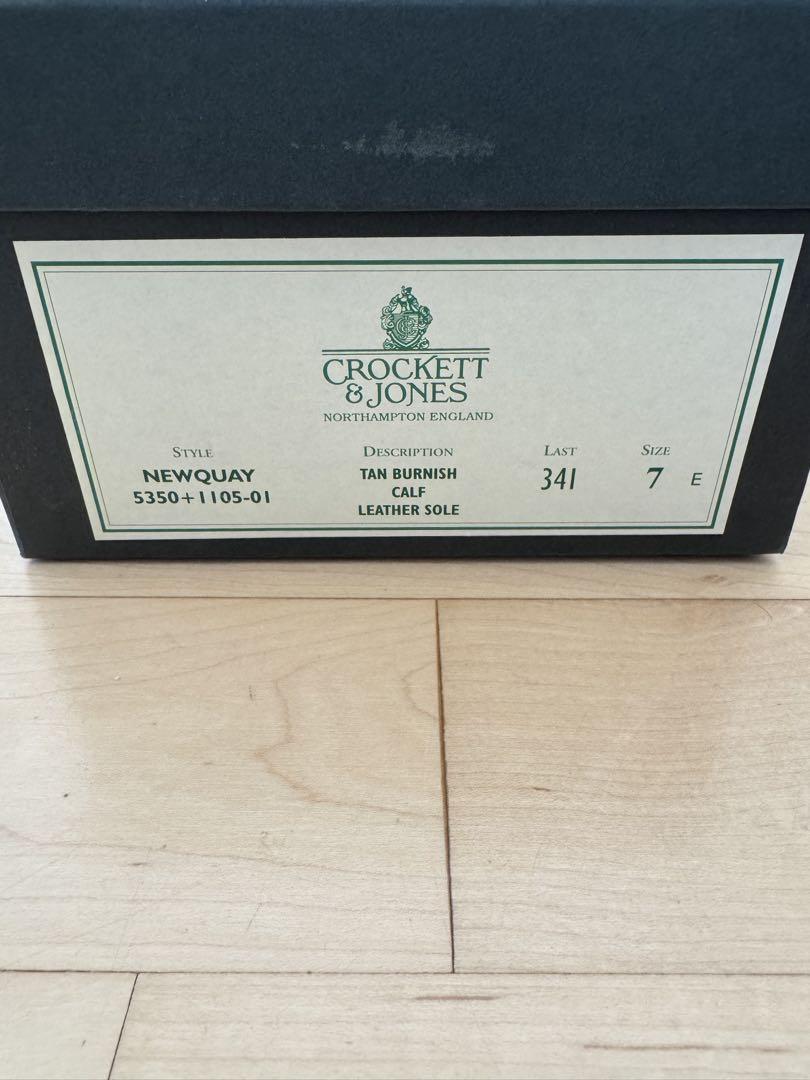 CROCKETT
& JONES
NORTHAMPTON ENGLAND
STYLE
NEWQUAY
5350+1105-01
DESCRIPTION
TAN BURNISH
CALF
LEATHER SOLE
LAST
341
SIZE
7 E